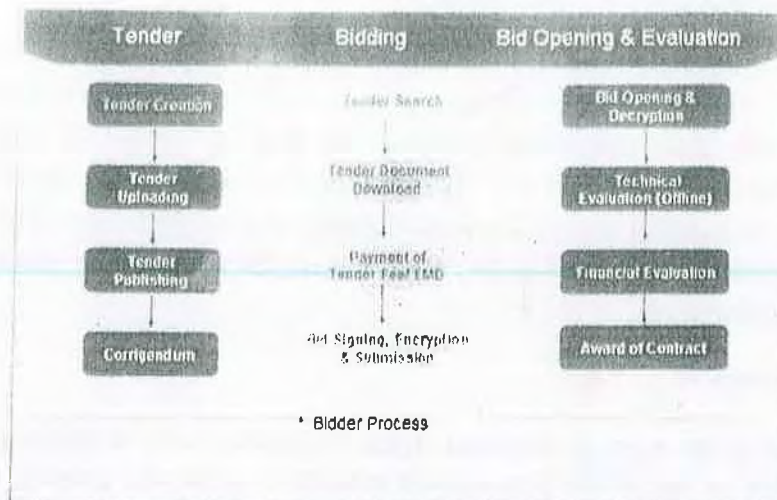 Tender
Bidding
Bid Opening & Evaluation
Tender Creation
Tender
Uploading
Tender
Publishing
Corrigendum
Tender Search
Tender Document
Download
Payment of
Tender Fee/ EMD
Bid Signing, Encryption
& Submission
Bid Opening &
Decryption
Technical
Evaluation (Offline)
Financial Evaluation
Award of Contract
* Bidder Process